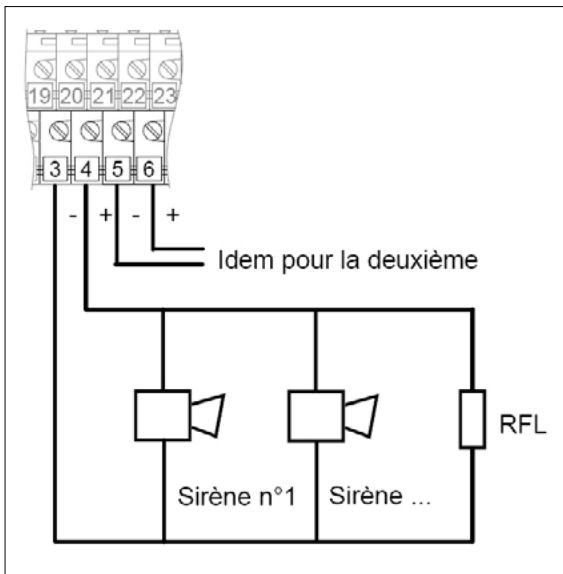 19 20 21 22 23
3 4 5 6
- + - +
Idem pour la deuxième
RFL
Sirène n°1 Sirène ...